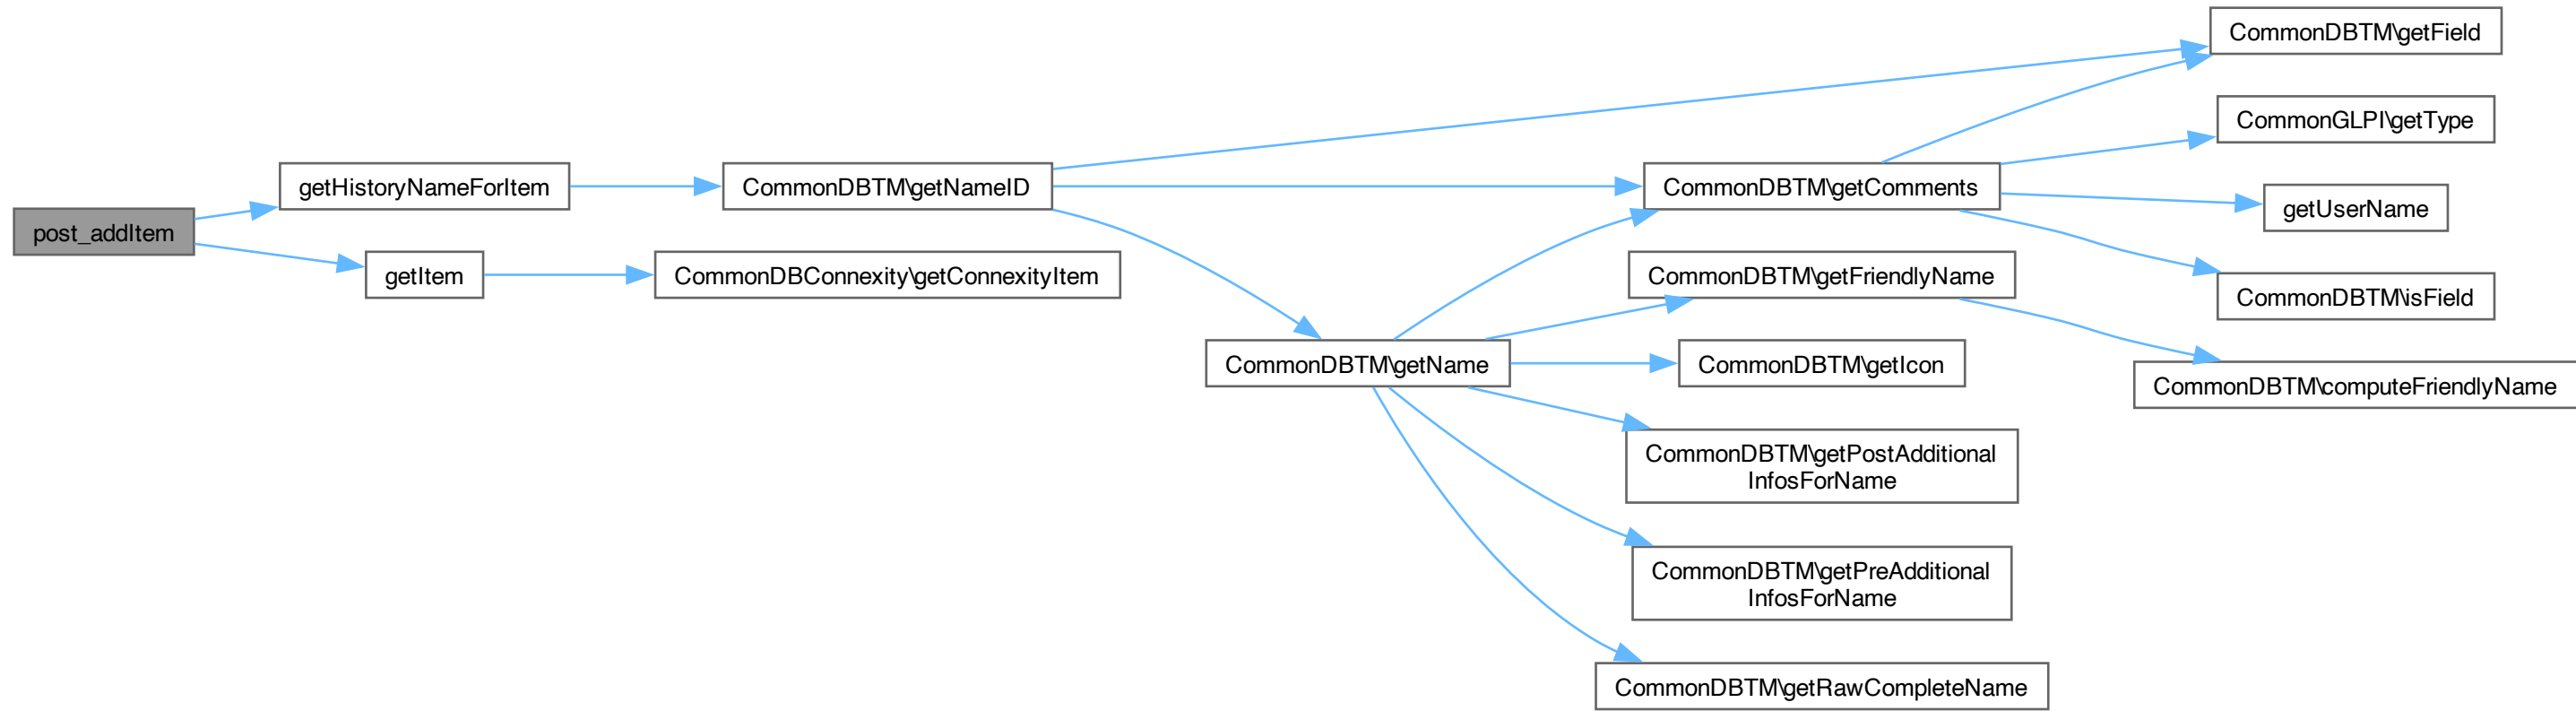 post_addItem
getHistoryNameForItem
getItem
CommonDBTM\getNameID
CommonDBConnexity\getConnexityItem
CommonDBTM\getName
CommonDBTM\getComments
CommonDBTM\getFriendlyName
CommonDBTM\getIcon
CommonDBTM\getPostAdditional
InfosForName
CommonDBTM\getPreAdditional
InfosForName
CommonDBTM\getRawCompleteName
CommonDBTM\getField
CommonGLPI\getType
getUserName
CommonDBTM\isField
CommonDBTM\computeFriendlyName